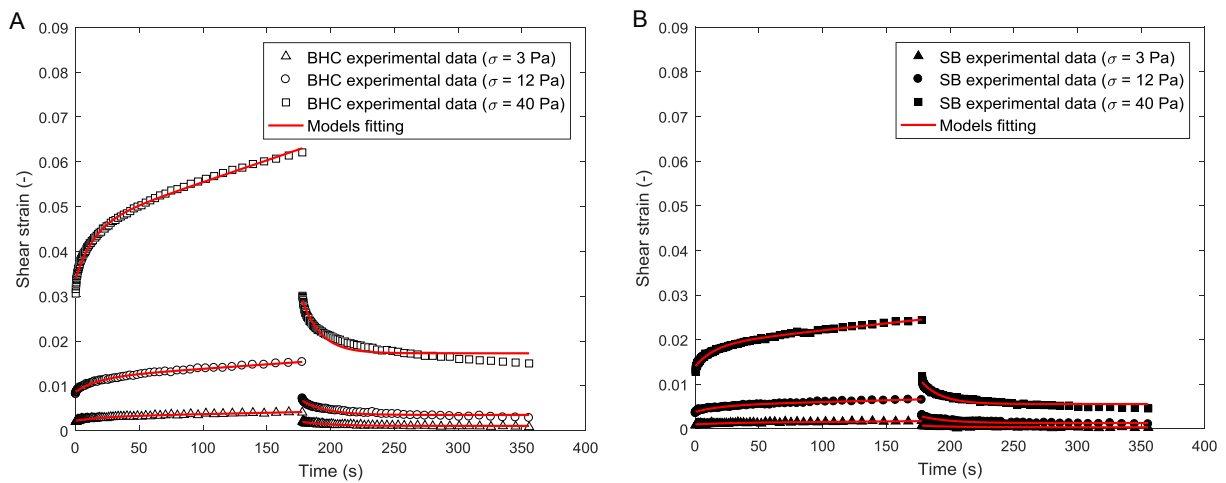 A
0.09
0.08
0.07
0.06
0.05
0.04
0.03
0.02
0.01
0
Shear strain (-)
BHC experimental data (σ = 3 Pa)
BHC experimental data (σ = 12 Pa)
BHC experimental data (σ = 40 Pa)
Models fitting
0 50 100 150 200 250 300 350 400
Time (s)
B
0.09
0.08
0.07
0.06
0.05
0.04
0.03
0.02
0.01
0
Shear strain (-)
SB experimental data (σ = 3 Pa)
SB experimental data (σ = 12 Pa)
SB experimental data (σ = 40 Pa)
Models fitting
0 50 100 150 200 250 300 350 400
Time (s)